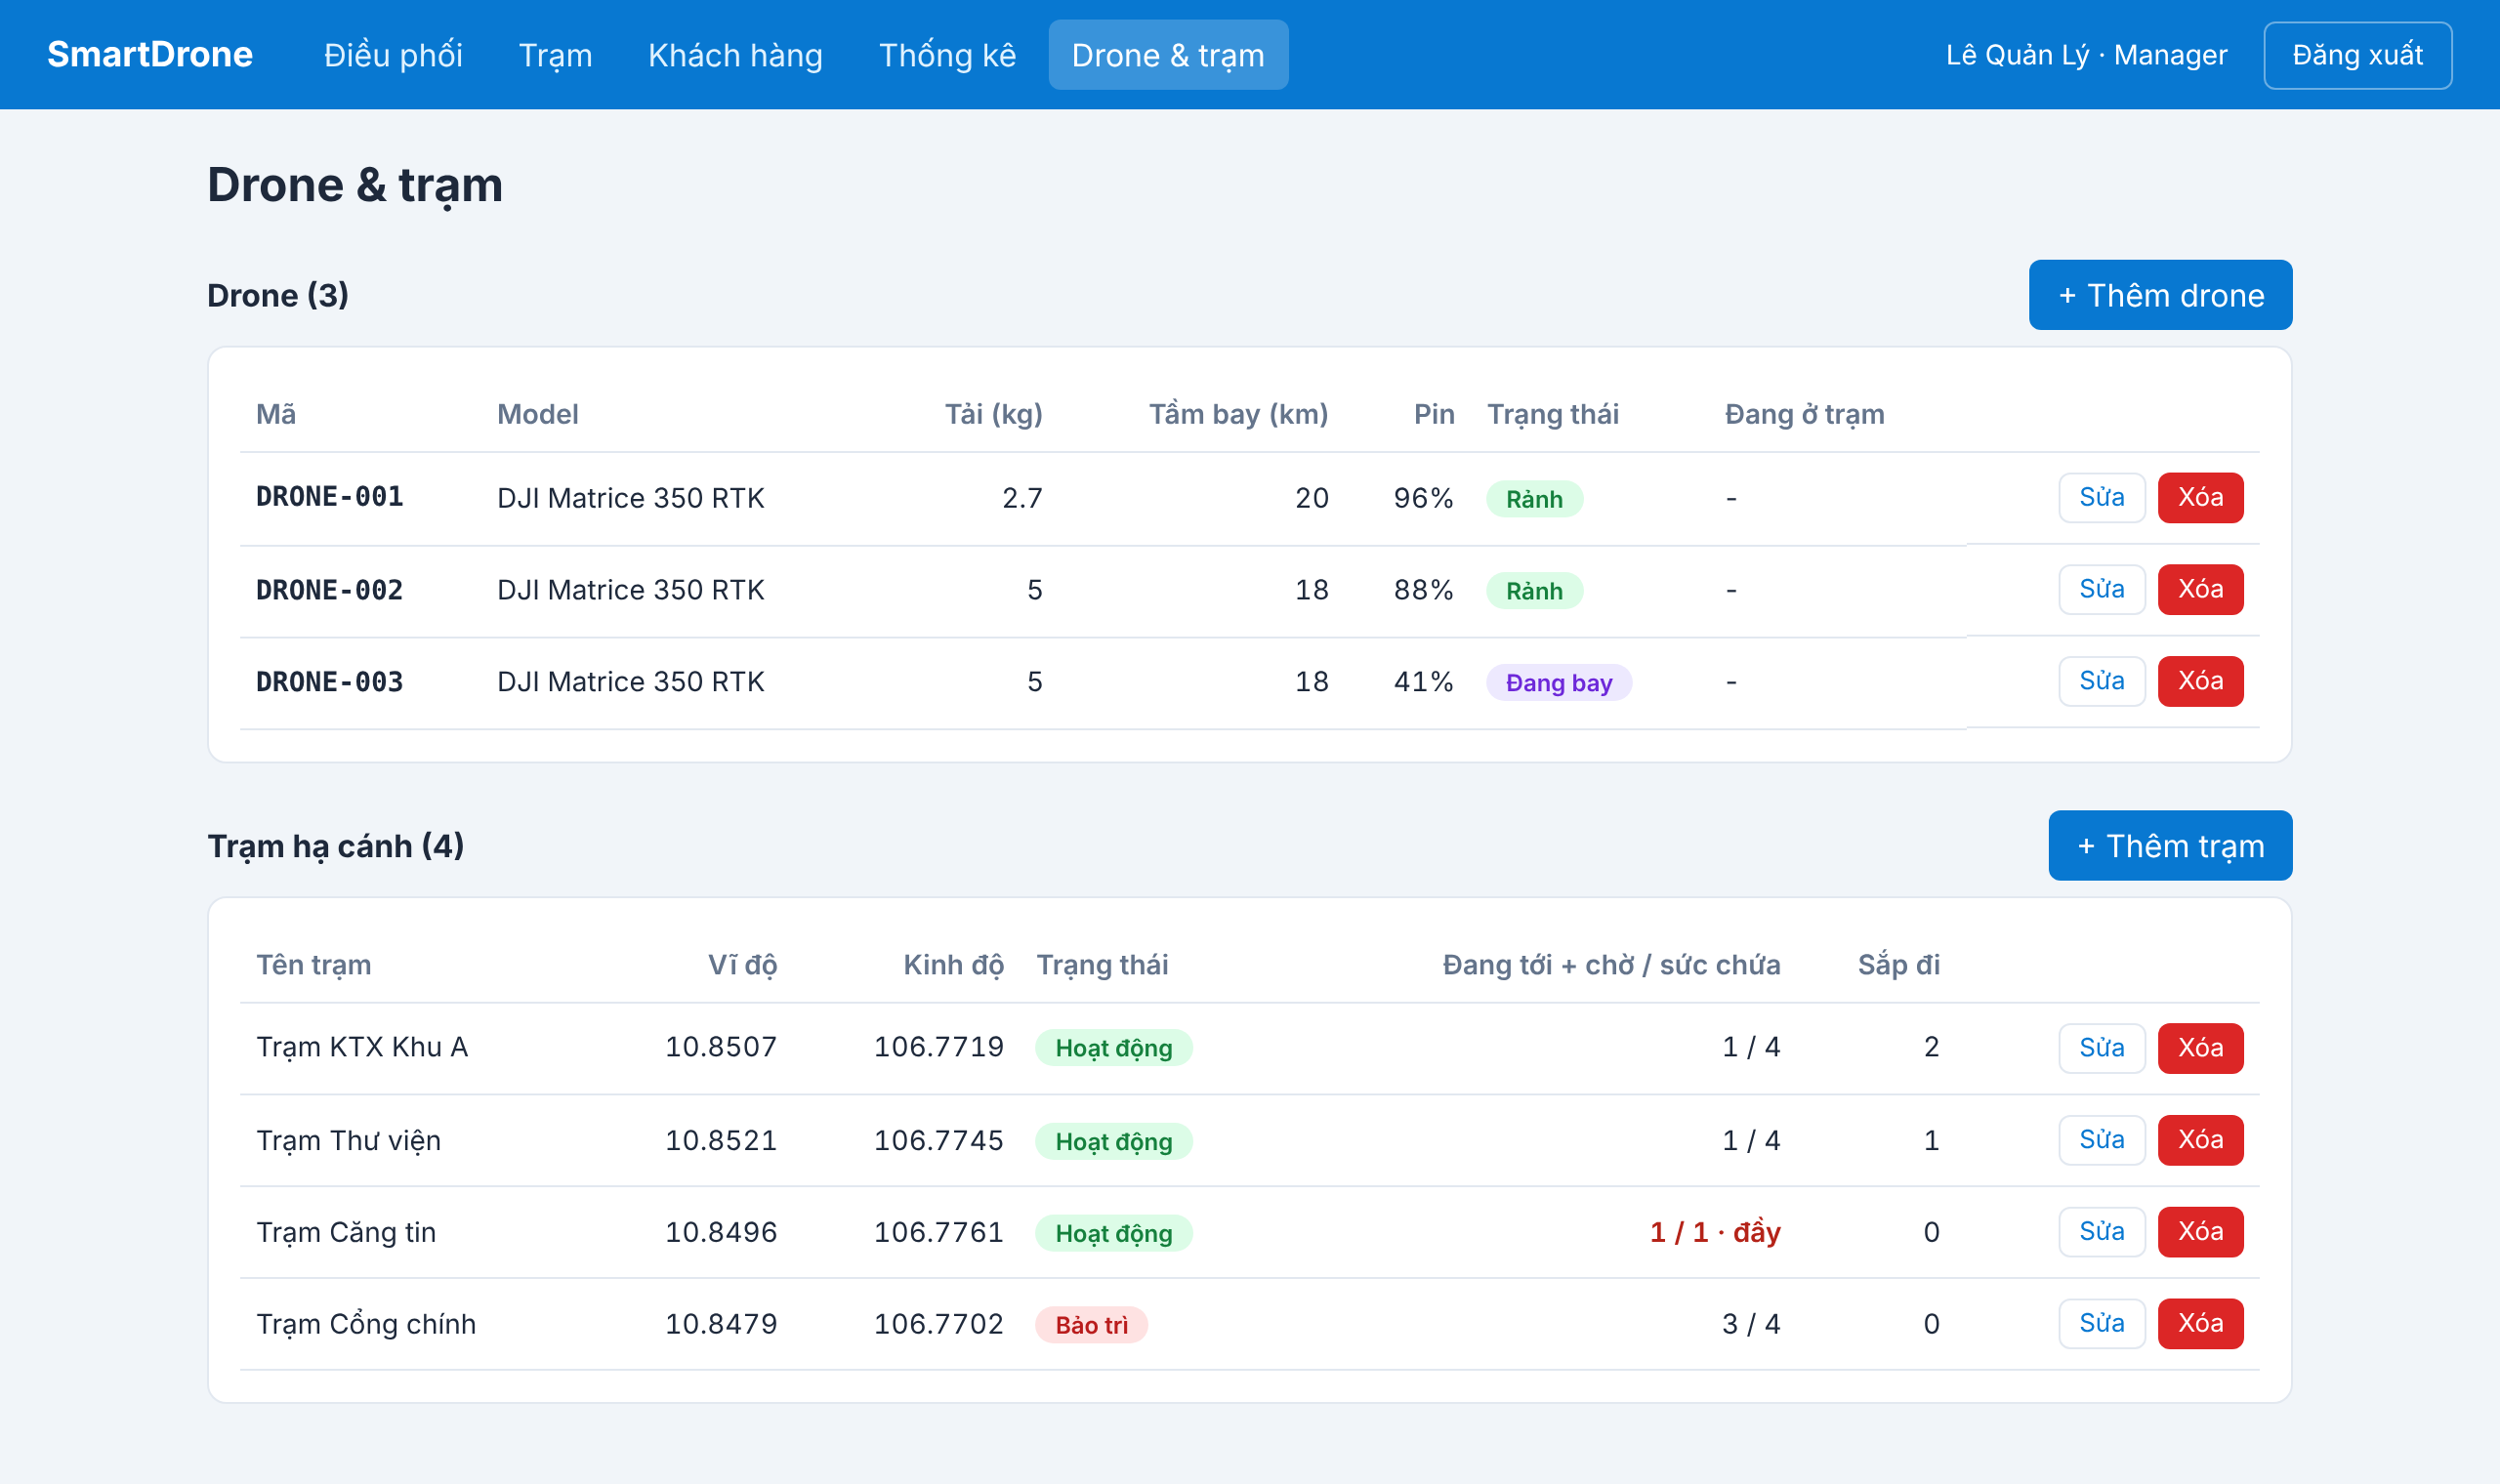 SmartDrone Điều phối Trạm Khách hàng Thống kê Drone & trạm Lê Quản Lý · Manager Đăng xuất
Drone & trạm
Drone (3) + Thêm drone
Mã Model Tải (kg) Tầm bay (km) Pin Trạng thái Đang ở trạm
DRONE-001 DJI Matrice 350 RTK 2.7 20 96% Rảnh - Sửa Xóa
DRONE-002 DJI Matrice 350 RTK 5 18 88% Rảnh - Sửa Xóa
DRONE-003 DJI Matrice 350 RTK 5 18 41% Đang bay - Sửa Xóa
Trạm hạ cánh (4) + Thêm trạm
Tên trạm Vĩ độ Kinh độ Trạng thái Đang tới + chờ / sức chứa Sắp đi
Trạm KTX Khu A 10.8507 106.7719 Hoạt động 1 / 4 2 Sửa Xóa
Trạm Thư viện 10.8521 106.7745 Hoạt động 1 / 4 1 Sửa Xóa
Trạm Căng tin 10.8496 106.7761 Hoạt động 1 / 1 · đầy 0 Sửa Xóa
Trạm Cổng chính 10.8479 106.7702 Bảo trì 3 / 4 0 Sửa Xóa